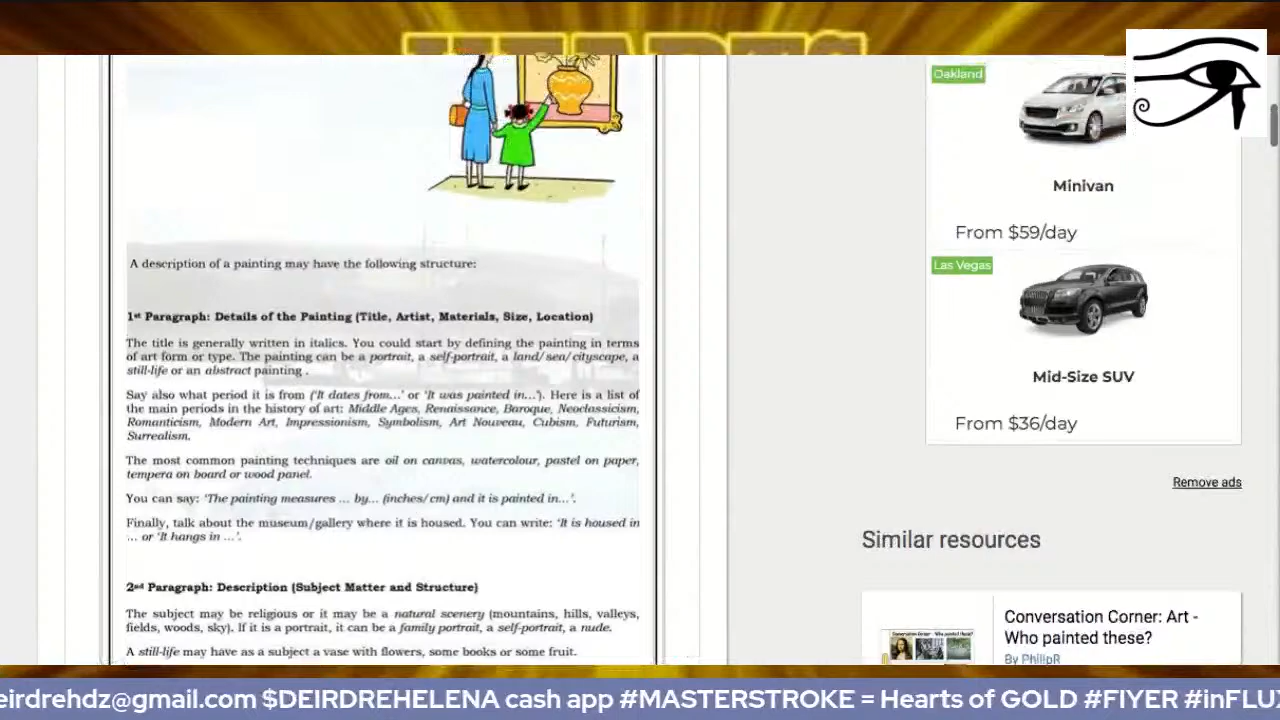 HEARTS
A description of a painting may have the following structure:
1st Paragraph: Details of the Painting (Title, Artist, Materials, Size, Location)
The title is generally written in italics. You could start by defining the painting in terms
of art form or type. The painting can be a portrait, a self-portrait, a land/sea/cityscape, a
still-life or an abstract painting .
Say also what period it is from ('It dates from...' or 'It was painted in...'). Here is a list of
the main periods in the history of art: Middle Ages, Renaissance, Baroque, Neoclassicism,
Romanticism, Modern Art, Impressionism, Symbolism, Art Nouveau, Cubism, Futurism,
Surrealism.
The most common painting techniques are oil on canvas, watercolour, pastel on paper,
tempera on board or wood panel.
You can say: 'The painting measures ... by... (inches/cm) and it is painted in...'.
Finally, talk about the museum/gallery where it is housed. You can write: 'It is housed in
... or 'It hangs in ...'.
2nd Paragraph: Description (Subject Matter and Structure)
The subject may be religious or it may be a natural scenery (mountains, hills, valleys,
fields, woods, sky). If it is a portrait, it can be a family portrait, a self-portrait, a nude.
A still-life may have as a subject a vase with flowers, some books or some fruit.
Oakland
Minivan
From $59/day
Las Vegas
Mid-Size SUV
From $36/day
Remove ads
Similar resources
Conversation Corner: Art -
Who painted these?
By PhilipR
Conversation Corner - Who painted these?
eirdrehdz@gmail.com $DEIRDREHELENA cash app #MASTERSTROKE = Hearts of GOLD #FIYER #inFLUX